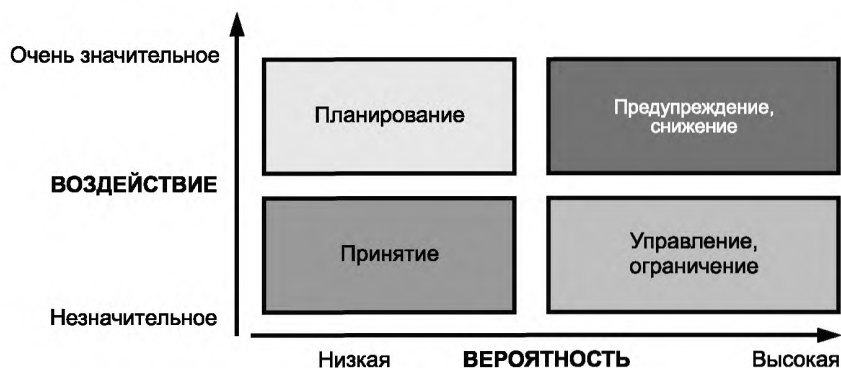 Очень значительное
Планирование
Предупреждение,
снижение
ВОЗДЕЙСТВИЕ
Принятие
Управление,
ограничение
Незначительное
Низкая
ВЕРОЯТНОСТЬ
Высокая